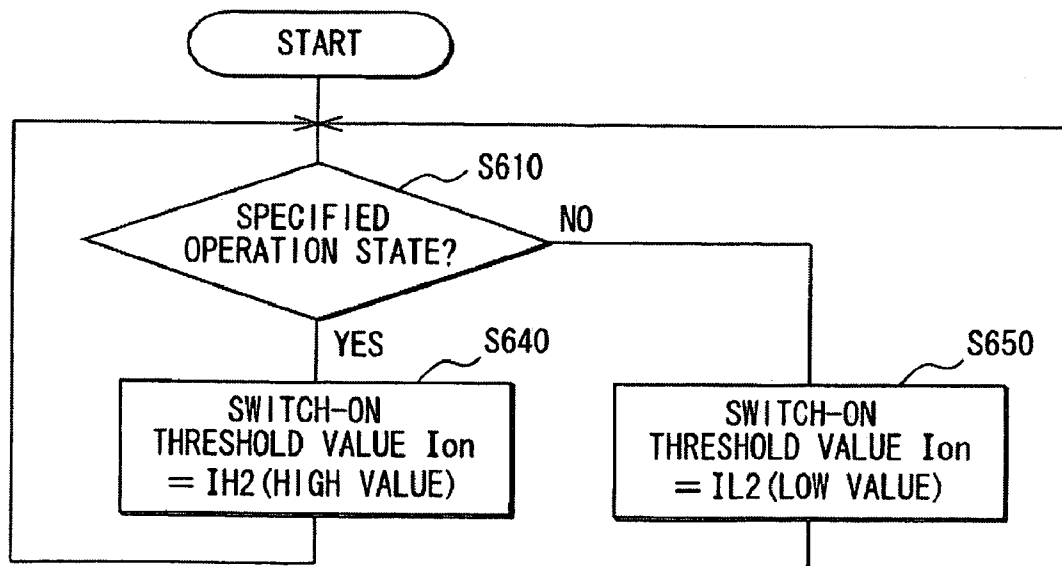 START
S610
SPECIFIED
OPERATION STATE?
NO
YES
S640
SWITCH-ON
THRESHOLD VALUE Ion
= IH2(HIGH VALUE)
S650
SWITCH-ON
THRESHOLD VALUE Ion
= IL2(LOW VALUE)